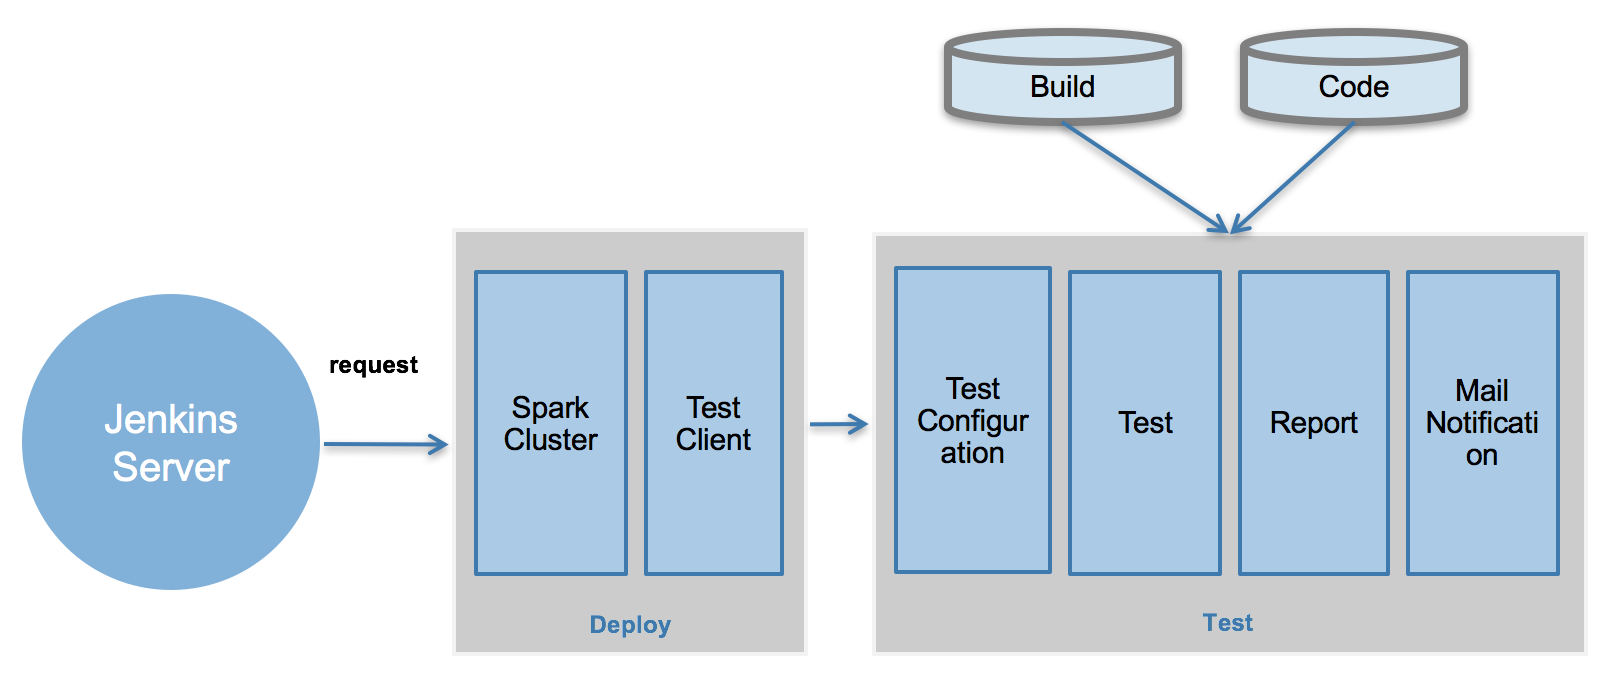 Build
Code
request
Jenkins
Server
Spark
Cluster
Test
Client
Deploy
Test
Configur
ation
Test
Report
Mail
Notificati
on
Test